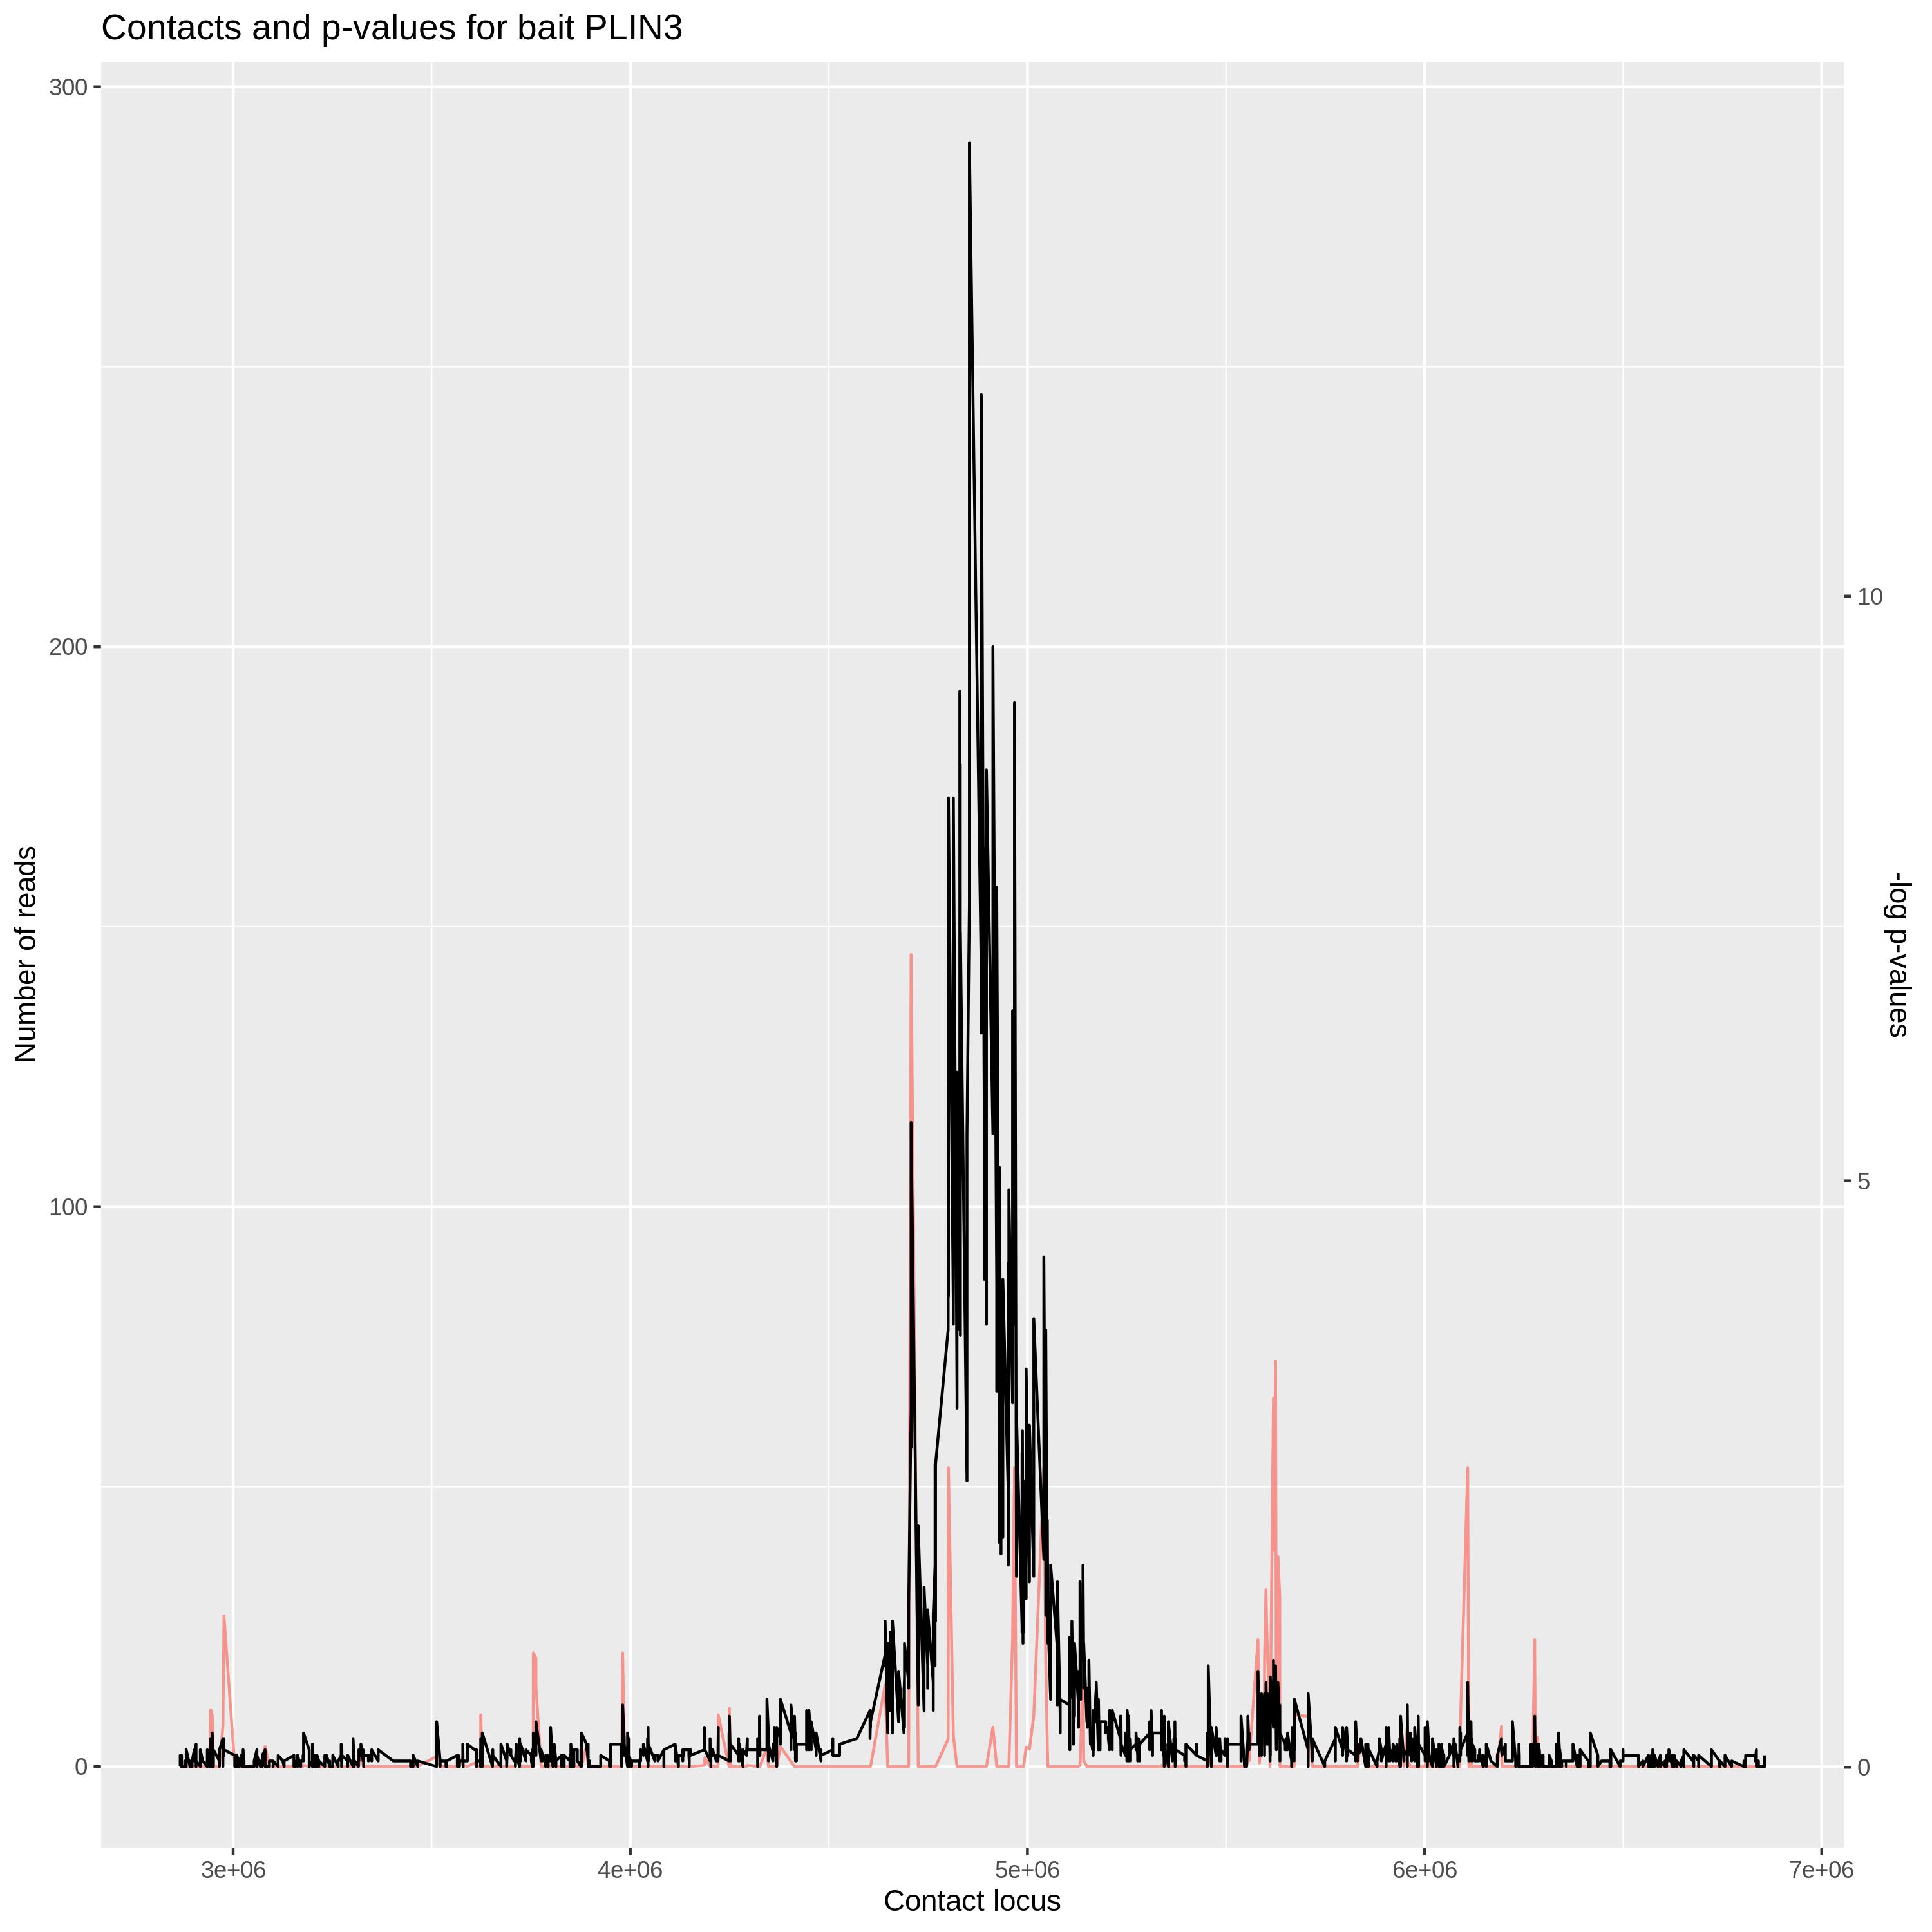 Contacts and p-values for bait PLIN3
300
200
100
0
Number of reads
10
5
0
-log p-values
3e+06 4e+06 5e+06 6e+06 7e+06
Contact locus